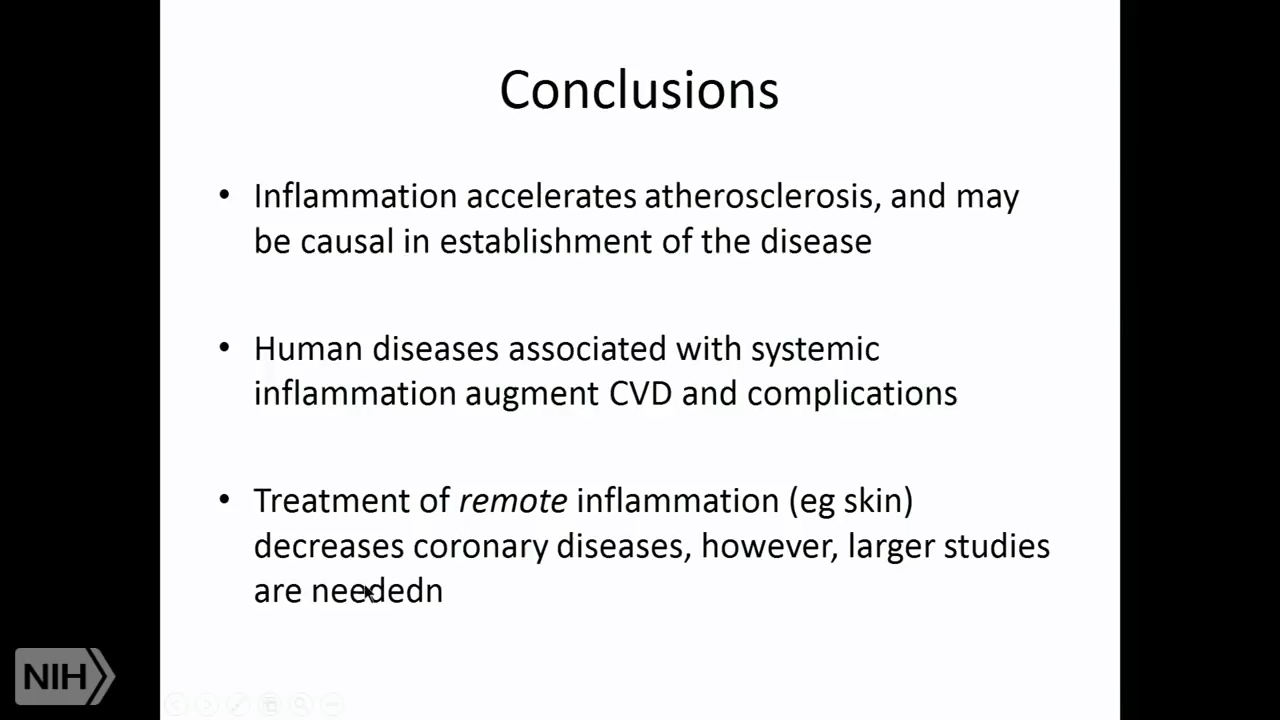 Conclusions
• Inflammation accelerates atherosclerosis, and may
be causal in establishment of the disease
• Human diseases associated with systemic
inflammation augment CVD and complications
• Treatment of remote inflammation (eg skin)
decreases coronary diseases, however, larger studies
are neededn
NIH